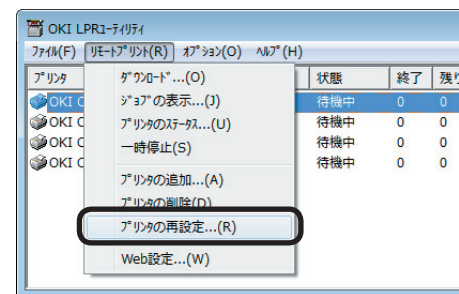 OKI LPRﾕｰﾃｨﾘﾃｨ
ﾌｧｲﾙ(F) ﾘﾓｰﾄﾌﾟﾘﾝﾄ(R) ｵﾌﾟｼｮﾝ(O) ﾍﾙﾌﾟ(H)
ﾌﾟﾘﾝﾀ 状態 終了 残り
OKI C 待機中 0 0
OKI C 待機中 0 0
OKI C 待機中 0 0
OKI C 待機中 0 0
ﾀﾞｳﾝﾛｰﾄﾞ...(O)
ｼﾞｮﾌﾞの表示...(J)
ﾌﾟﾘﾝﾀのｽﾃｰﾀｽ...(U)
一時停止(S)
ﾌﾟﾘﾝﾀの追加...(A)
ﾌﾟﾘﾝﾀの削除(D)
ﾌﾟﾘﾝﾀの再設定...(R)
Web設定...(W)